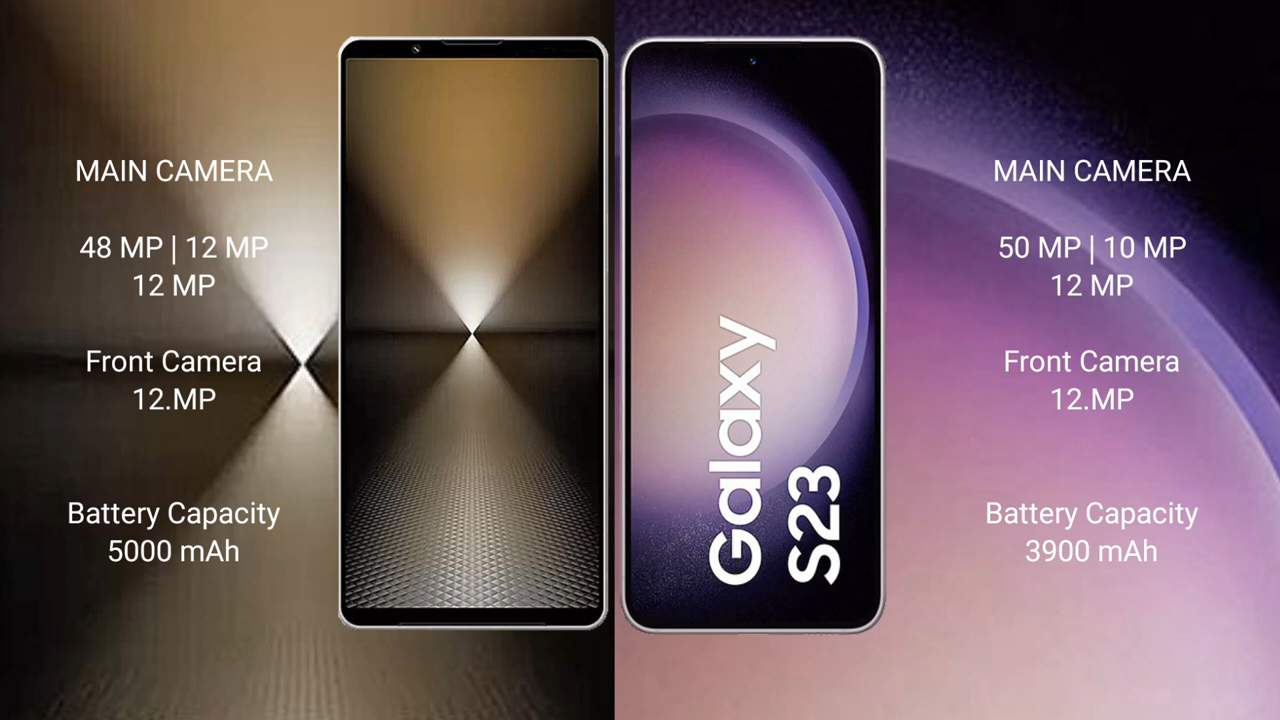 MAIN CAMERA
48 MP | 12 MP
12 MP
Front Camera
12.MP
Battery Capacity
5000 mAh
Galaxy
S23
MAIN CAMERA
50 MP | 10 MP
12 MP
Front Camera
12.MP
Battery Capacity
3900 mAh